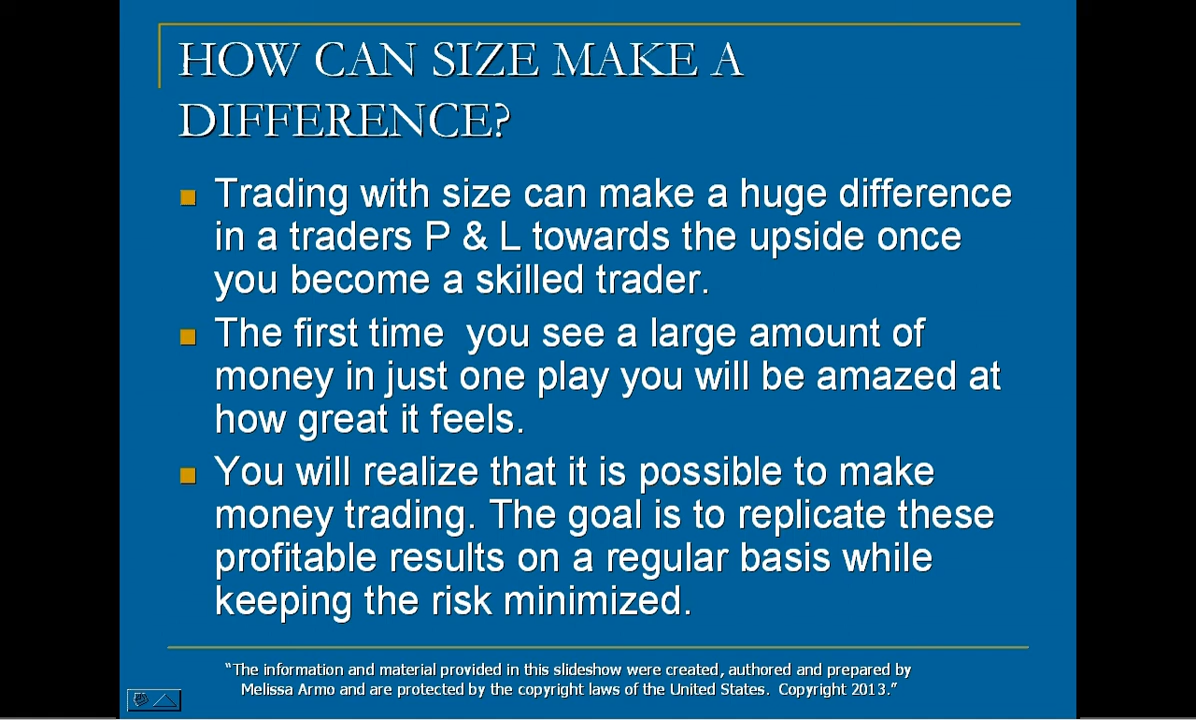 HOW CAN SIZE MAKE A
DIFFERENCE?
Trading with size can make a huge difference
in a traders P & L towards the upside once
you become a skilled trader.
The first time  you see a large amount of
money in just one play you will be amazed at
how great it feels.
You will realize that it is possible to make
money trading. The goal is to replicate these
profitable results on a regular basis while
keeping the risk minimized.
“The information and material provided in this slideshow were created, authored and prepared by
Melissa Armo and are protected by the copyright laws of the United States.  Copyright 2013.”